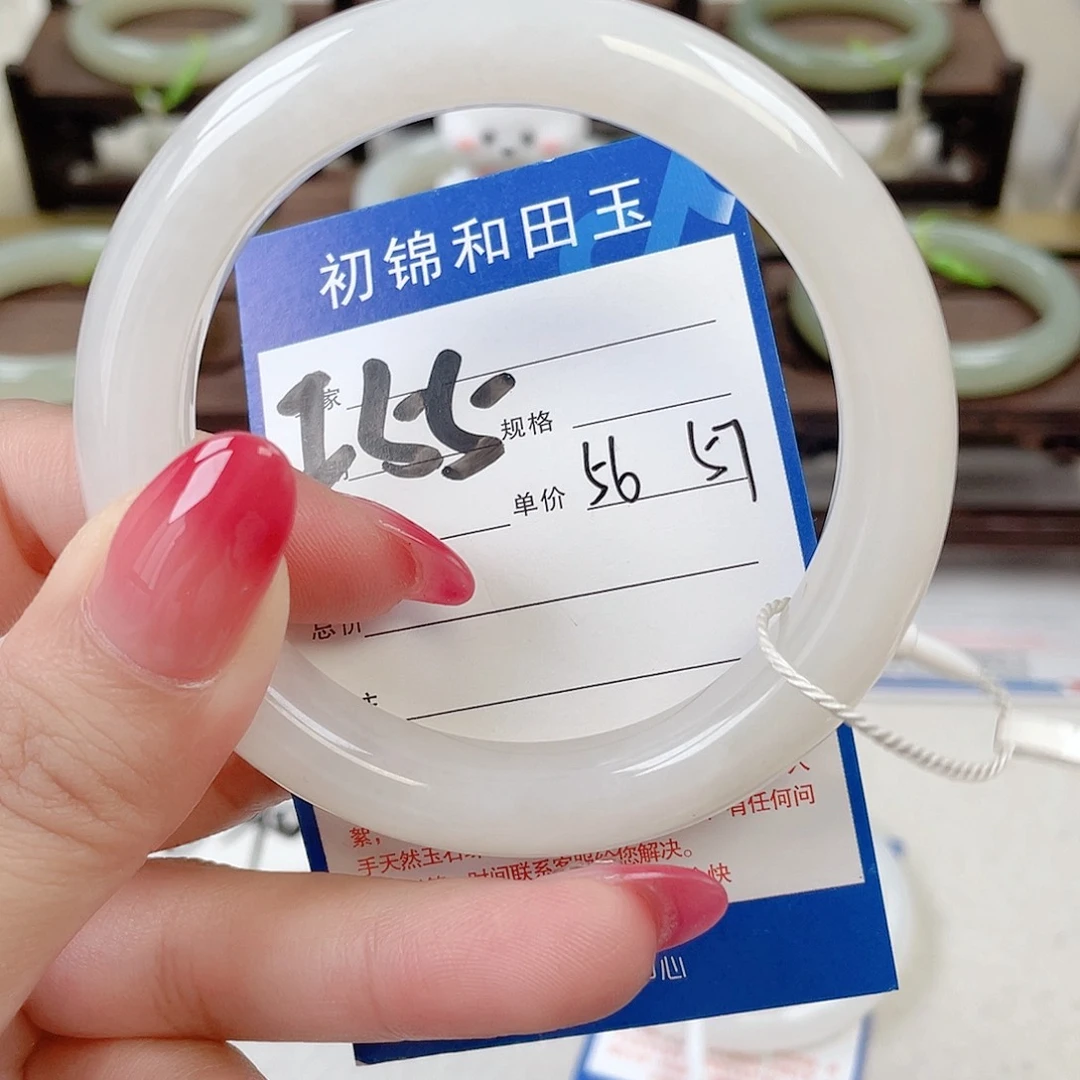 初锦和田玉
家
155
规格
单价 56 57
总价
絮，
有任何问
手天然玉石
时间联系客服为您解决。
快
心